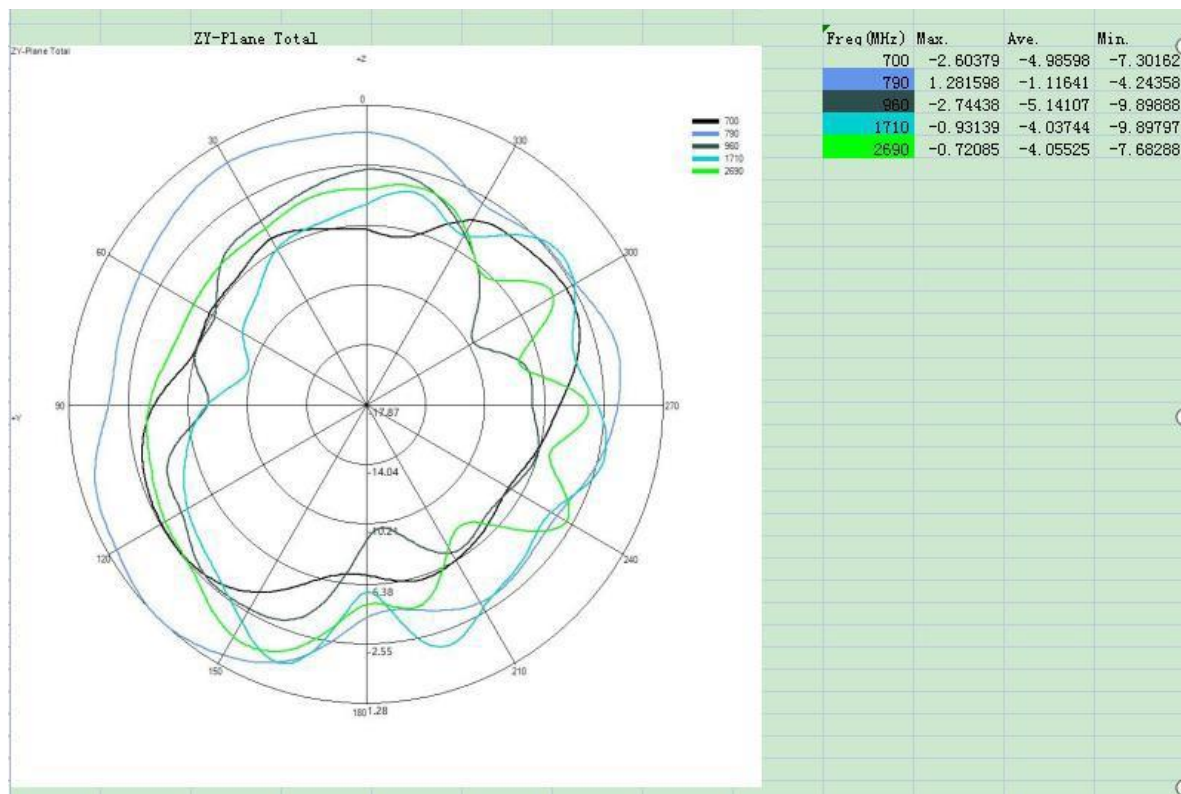 ZY-Plane Total
Freq(MHz) Max. Ave. Min.
700 -2.60379 -4.98598 -7.30162
790 1.281598 -1.11641 -4.24358
960 -2.74438 -5.14107 -9.89888
1710 -0.93139 -4.03744 -9.89797
2690 -0.72085 -4.05525 -7.68288
ZY-Plane Total
+Z
0
30
330
700
790
960
1710
2690
60
300
+Y
90
270
-17.87
-14.04
-10.21
-6.38
-2.55
120
240
150
210
180
1.28